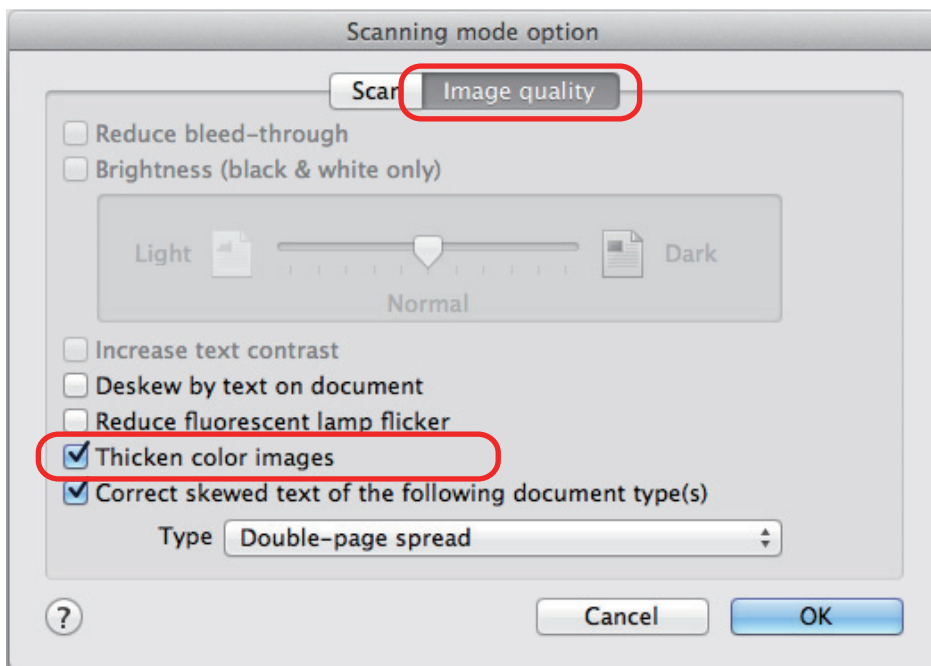 Scanning mode option
Scan Image quality
Reduce bleed-through
Brightness (black & white only)
Light Dark
Normal
Increase text contrast
Deskew by text on document
Reduce fluorescent lamp flicker
Thicken color images
Correct skewed text of the following document type(s)
Type Double-page spread
? Cancel OK